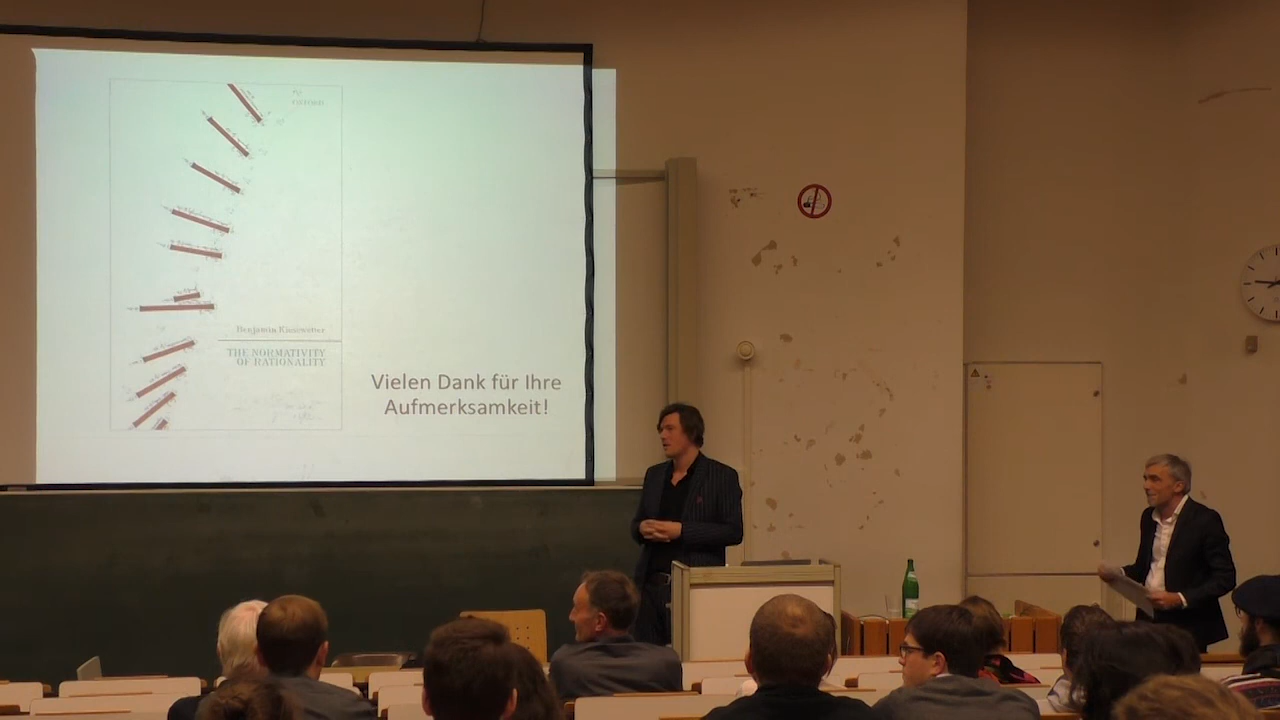 OXFORD
Benjamin Kiesewetter
THE NORMATIVITY
OF RATIONALITY
Vielen Dank für Ihre
Aufmerksamkeit!